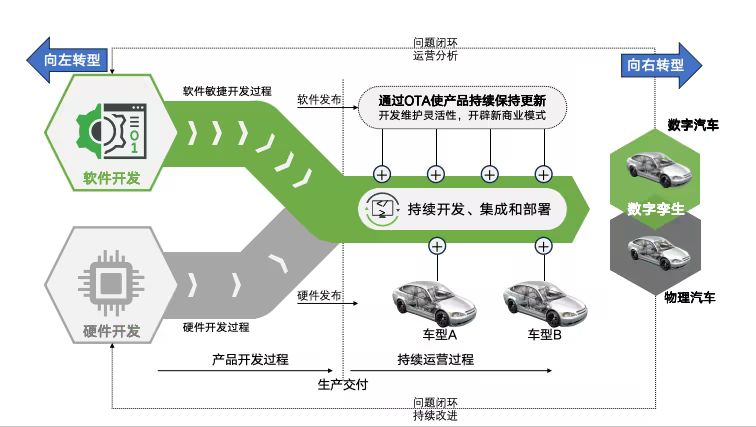 问题闭环
运营分析
向左转型
向右转型
软件敏捷开发过程
软件发布
通过OTA使产品持续保持更新
开发维护灵活性，开辟新商业模式
数字汽车
01
软件开发
</>
持续开发、集成和部署
数字孪生
硬件开发
硬件开发过程
硬件发布
物理汽车
车型A
车型B
产品开发过程
持续运营过程
生产交付
问题闭环
持续改进